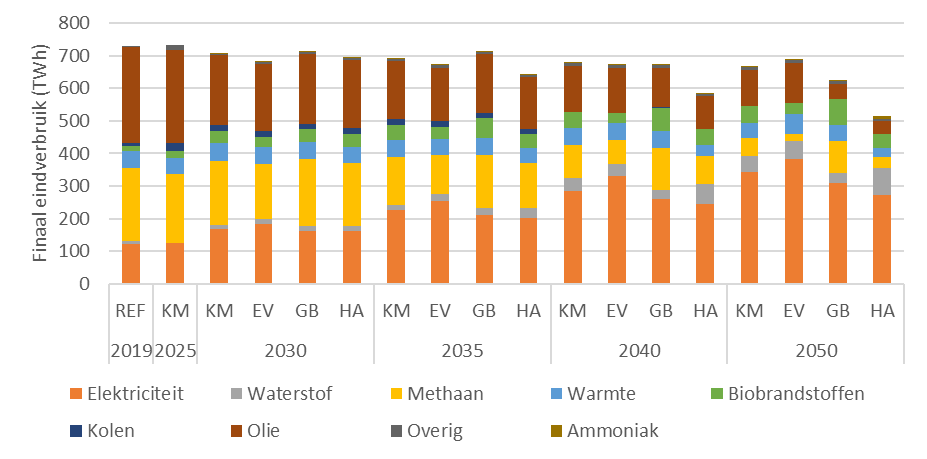 Finaal eindverbruik (TWh)
800
700
600
500
400
300
200
100
0
REF KM KM EV GB HA KM EV GB HA KM EV GB HA KM EV GB HA
2019 2025 2030 2035 2040 2050
Elektriciteit Waterstof Methaan Warmte Biobrandstoffen
Kolen Olie Overig Ammoniak